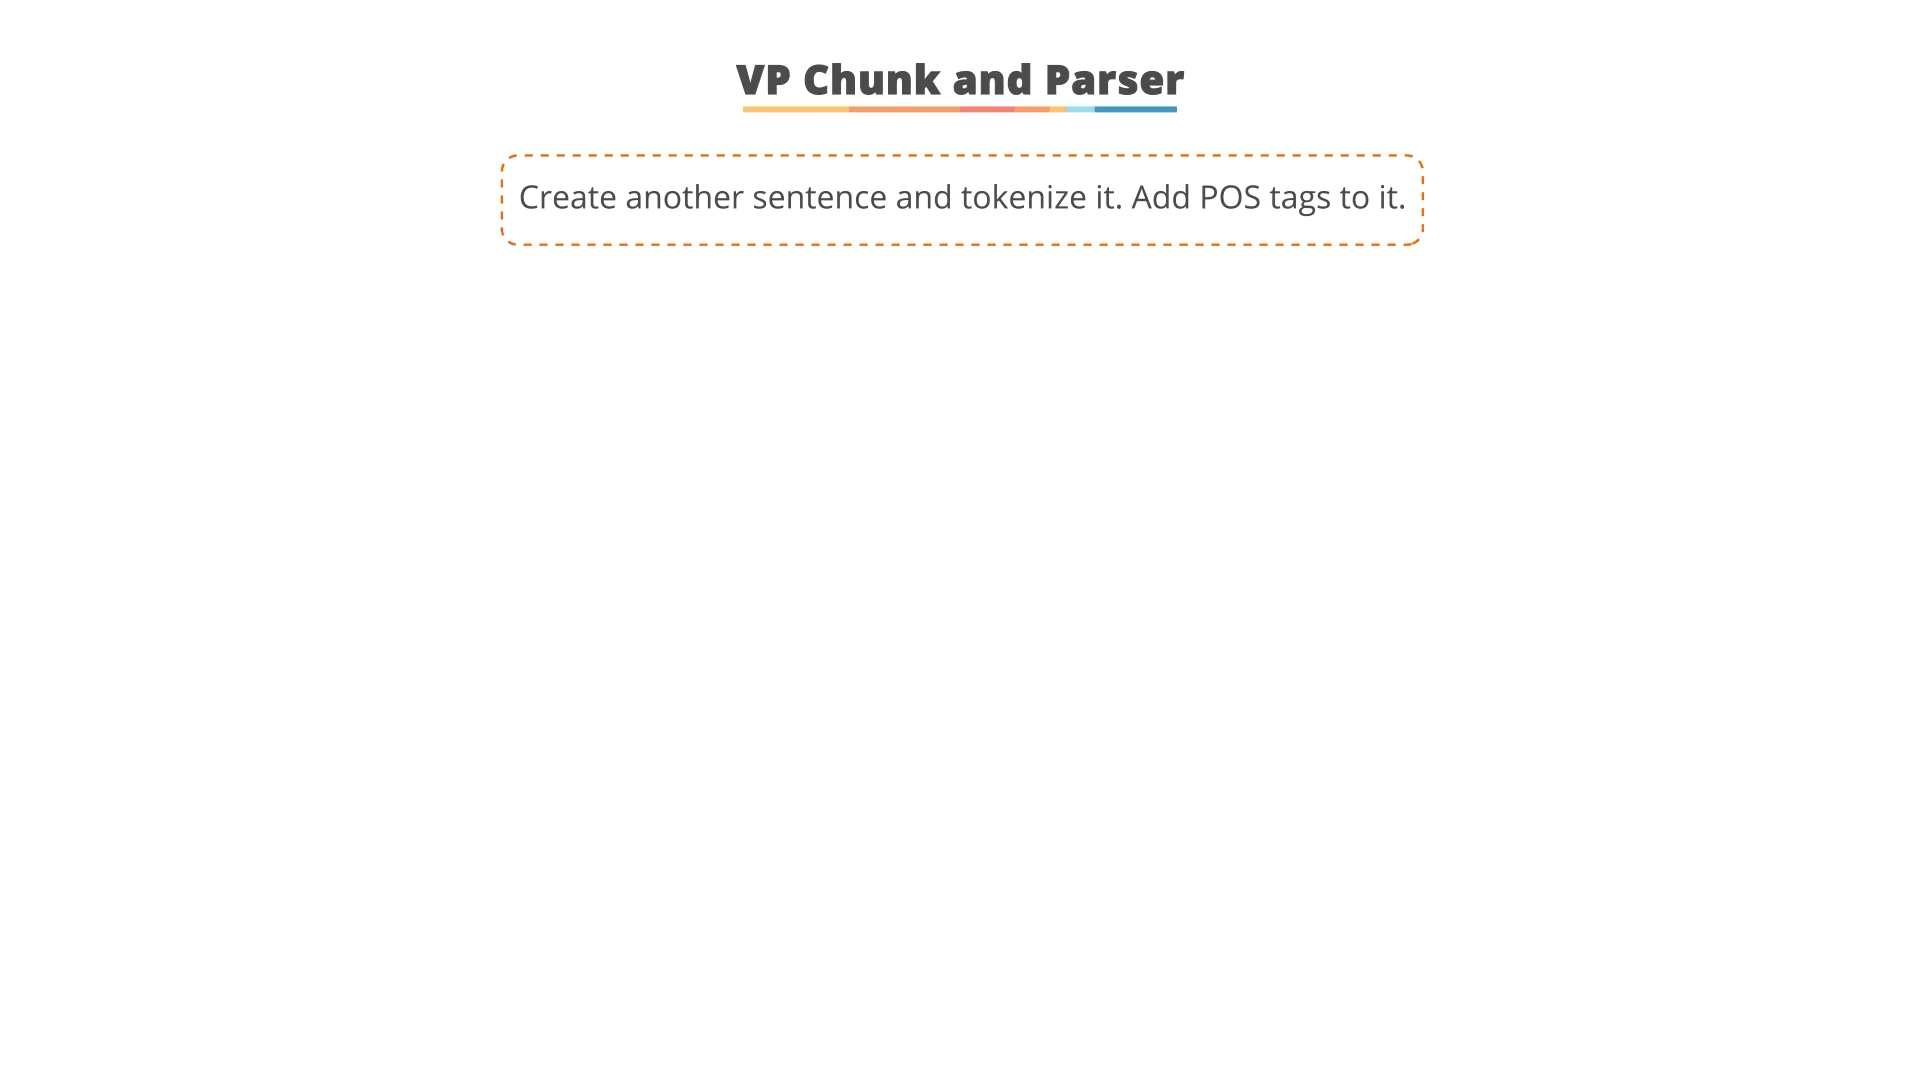 VP Chunk and Parser
Create another sentence and tokenize it. Add POS tags to it.